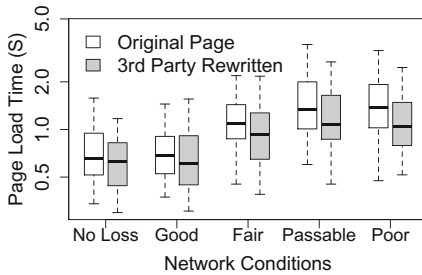 Page Load Time (S)
5.0
2.0
1.0
0.5
Original Page
3rd Party Rewritten
No Loss Good Fair Passable Poor
Network Conditions